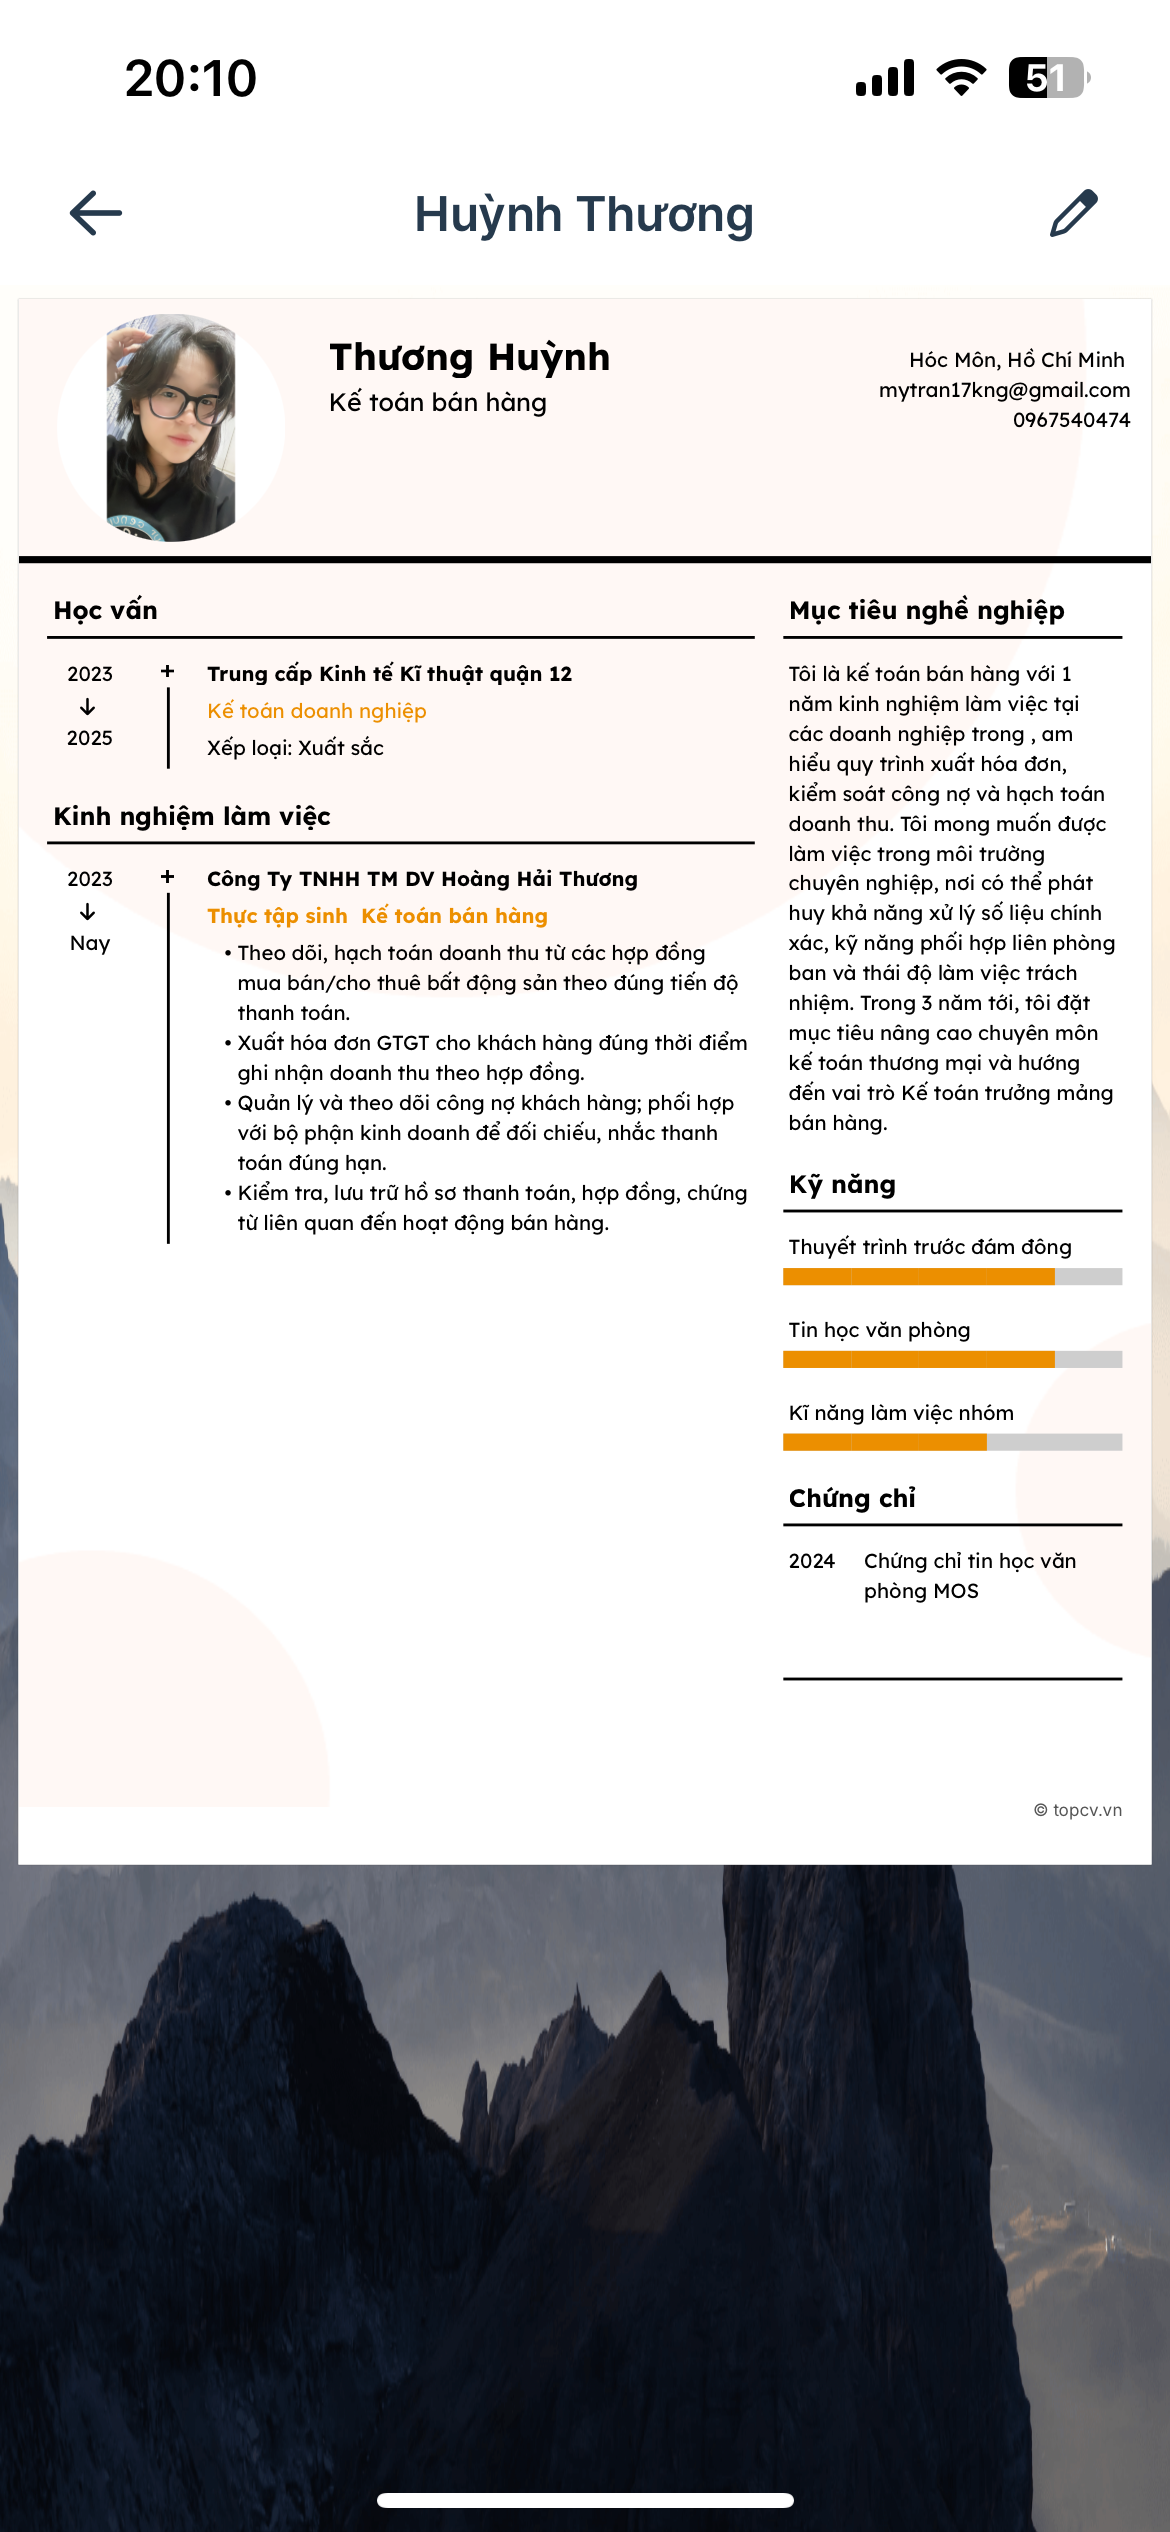 20:10
51
Huỳnh Thương
Thương Huỳnh
Kế toán bán hàng
Hóc Môn, Hồ Chí Minh
mytran17kng@gmail.com
0967540474
Học vấn
2023
2025
Trung cấp Kinh tế Kĩ thuật quận 12
Kế toán doanh nghiệp
Xếp loại: Xuất sắc
Kinh nghiệm làm việc
2023
Nay
Công Ty TNHH TM DV Hoàng Hải Thương
Thực tập sinh  Kế toán bán hàng
• Theo dõi, hạch toán doanh thu từ các hợp đồng
mua bán/cho thuê bất động sản theo đúng tiến độ
thanh toán.
• Xuất hóa đơn GTGT cho khách hàng đúng thời điểm
ghi nhận doanh thu theo hợp đồng.
• Quản lý và theo dõi công nợ khách hàng; phối hợp
với bộ phận kinh doanh để đối chiếu, nhắc thanh
toán đúng hạn.
• Kiểm tra, lưu trữ hồ sơ thanh toán, hợp đồng, chứng
từ liên quan đến hoạt động bán hàng.
Mục tiêu nghề nghiệp
Tôi là kế toán bán hàng với 1
năm kinh nghiệm làm việc tại
các doanh nghiệp trong , am
hiểu quy trình xuất hóa đơn,
kiểm soát công nợ và hạch toán
doanh thu. Tôi mong muốn được
làm việc trong môi trường
chuyên nghiệp, nơi có thể phát
huy khả năng xử lý số liệu chính
xác, kỹ năng phối hợp liên phòng
ban và thái độ làm việc trách
nhiệm. Trong 3 năm tới, tôi đặt
mục tiêu nâng cao chuyên môn
kế toán thương mại và hướng
đến vai trò Kế toán trưởng mảng
bán hàng.
Kỹ năng
Thuyết trình trước đám đông
Tin học văn phòng
Kĩ năng làm việc nhóm
Chứng chỉ
2024 Chứng chỉ tin học văn
phòng MOS
© topcv.vn